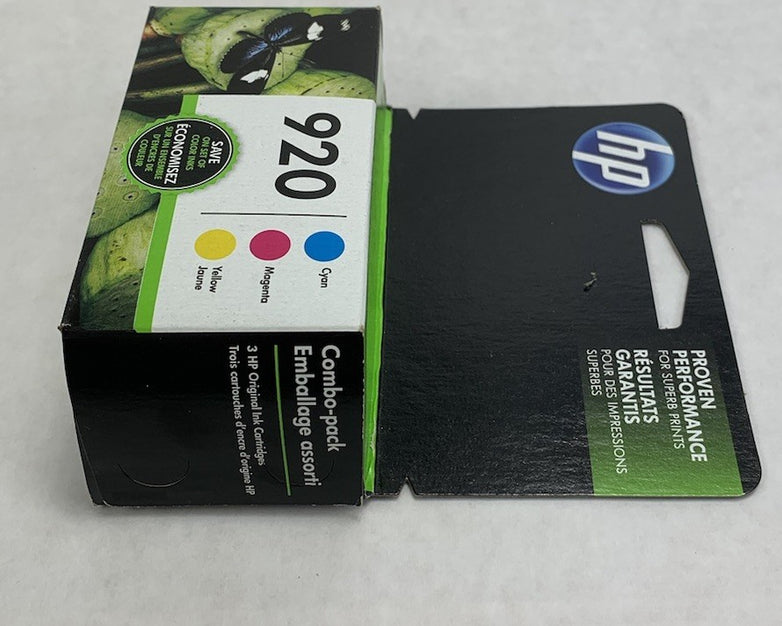 hp
PROVEN
PERFORMANCE
FOR SUPERB PRINTS
RÉSULTATS
GARANTIS
POUR DES IMPRESSIONS
SUPERBES
920
Cyan
Magenta
Yellow
Jaune
SAVE
ON SET OF
COLOR INKS
ÉCONOMISEZ
SUR UN ENSEMBLE
D'ENCRES DE
COULEUR
Combo-pack
Emballage assorti
3 HP Original Ink Cartridges
Trois cartouches d'encre d'origine HP